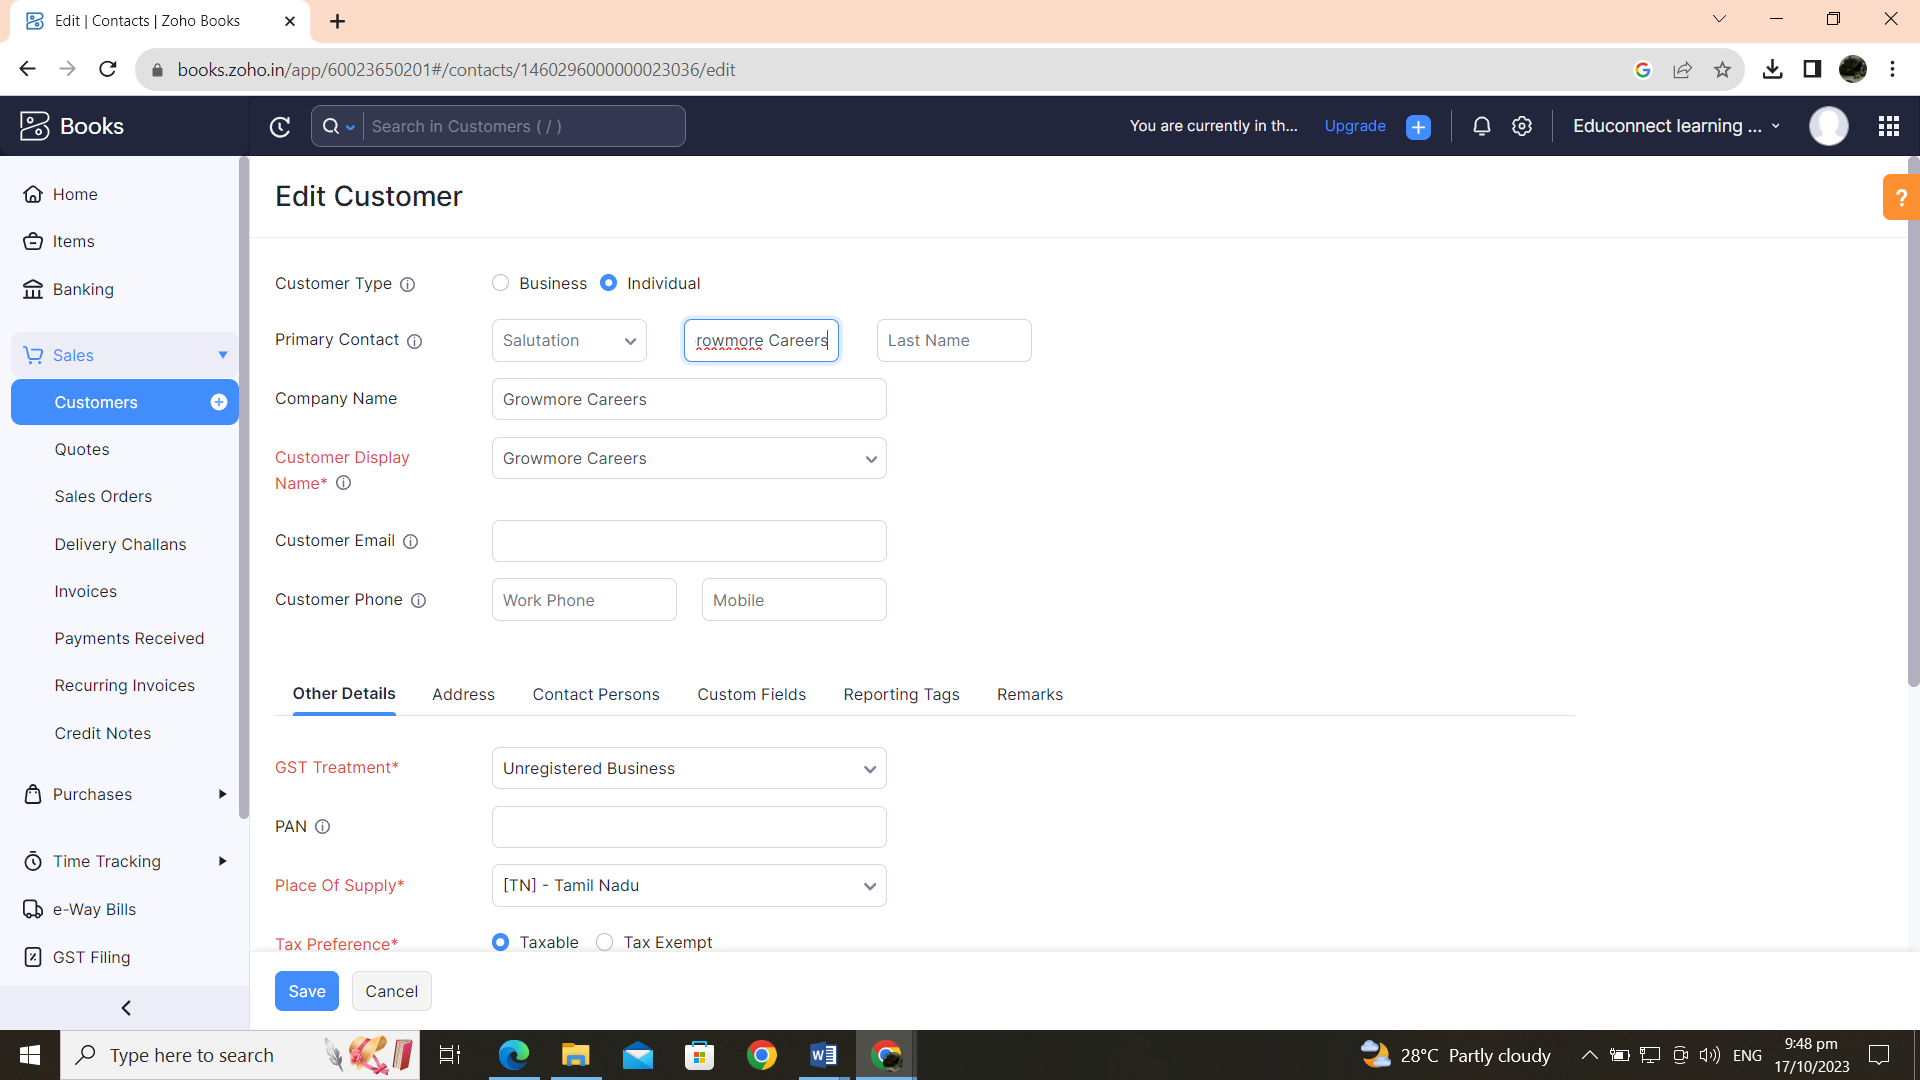 Edit | Contacts | Zoho Books
books.zoho.in/app/60023650201#/contacts/1460296000000023036/edit
Books
Search in Customers ( / )
You are currently in th...
Upgrade
Educonnect learning ...
Home
Items
Banking
Sales
Customers
Quotes
Sales Orders
Delivery Challans
Invoices
Payments Received
Recurring Invoices
Credit Notes
Purchases
Time Tracking
e-Way Bills
GST Filing
Edit Customer
?
Customer Type
Business
Individual
Primary Contact
Salutation
rowmore Careers
Last Name
Company Name
Growmore Careers
Customer Display
Name*
Growmore Careers
Customer Email
Customer Phone
Work Phone
Mobile
Other Details
Address
Contact Persons
Custom Fields
Reporting Tags
Remarks
GST Treatment*
Unregistered Business
PAN
Place Of Supply*
[TN] - Tamil Nadu
Tax Preference*
Taxable
Tax Exempt
Save
Cancel
Type here to search
28°C Partly cloudy
ENG
9:48 pm
17/10/2023